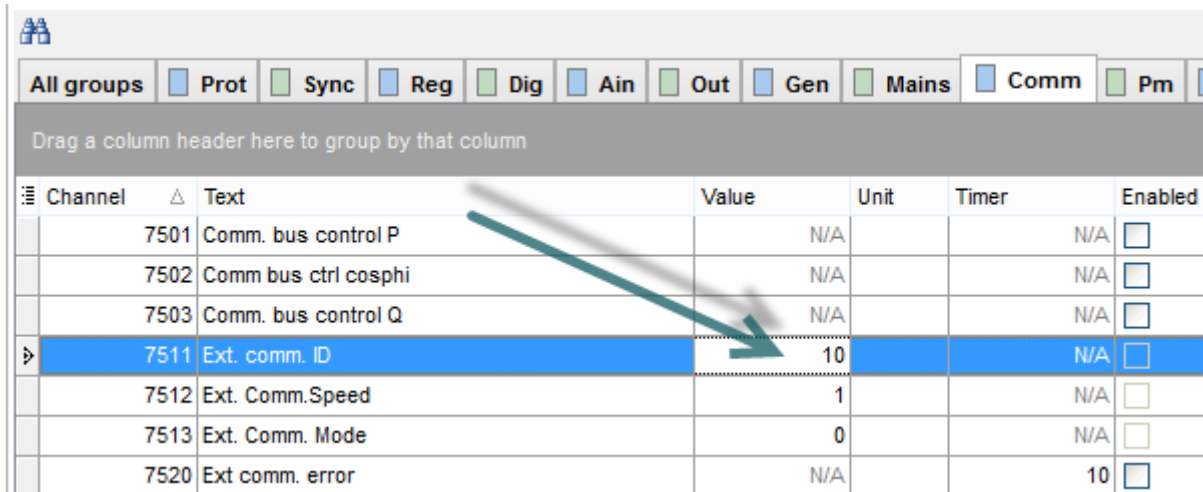 All groups Prot Sync Reg Dig Ain Out Gen Mains Comm Pm
Drag a column header here to group by that column
Channel Text Value Unit Timer Enabled
7501 Comm. bus control P N/A N/A
7502 Comm bus ctrl cosphi N/A N/A
7503 Comm. bus control Q N/A N/A
7511 Ext. comm. ID 10 N/A
7512 Ext. Comm.Speed 1 N/A
7513 Ext. Comm. Mode 0 N/A
7520 Ext comm. error N/A 10